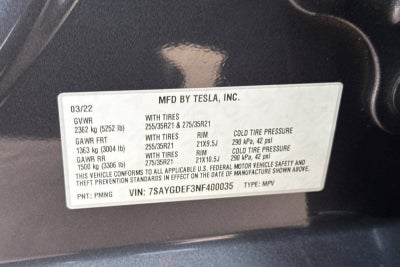 MFD BY TESLA, INC.
03/22
GVWR WITH TIRES
2382 kg (5252 lb) 255/35R21 & 275/35R21
GAWR FRT WITH TIRES RIM COLD TIRE PRESSURE
1363 kg (3004 lb) 255/35R21 21X9.5J 290 kPa, 42 psi
GAWR RR WITH TIRES RIM COLD TIRE PRESSURE
1500 kg (3306 lb) 275/35R21 21X10.5J 290 kPa, 42 psi
THIS VEHICLE CONFORMS TO ALL APPLICABLE U.S. FEDERAL MOTOR VEHICLE SAFETY AND
THEFT PREVENTION STANDARDS IN EFFECT ON THE DATE OF MANUFACTURE SHOWN ABOVE.
PNT: PMNG VIN: 7SAYGDEF3NF400035 TYPE: MPV